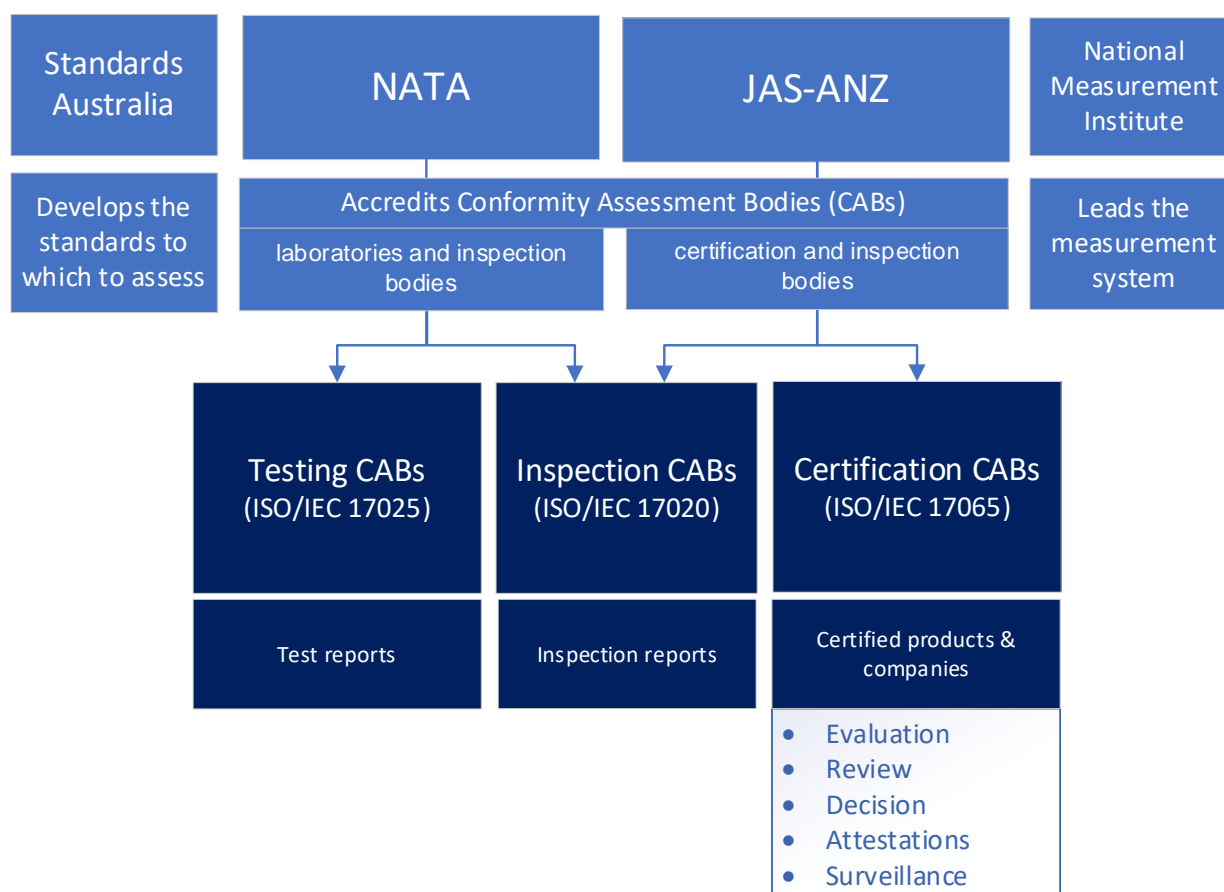 Standards
Australia
NATA
JAS-ANZ
National
Measurement
Institute
Develops the
standards to
which to assess
Accredits Conformity Assessment Bodies (CABs)
laboratories and inspection
bodies
certification and inspection
bodies
Leads the
measurement
system
Testing CABs
(ISO/IEC 17025)
Inspection CABs
(ISO/IEC 17020)
Certification CABs
(ISO/IEC 17065)
Test reports
Inspection reports
Certified products &
companies
• Evaluation
• Review
• Decision
• Attestations
• Surveillance